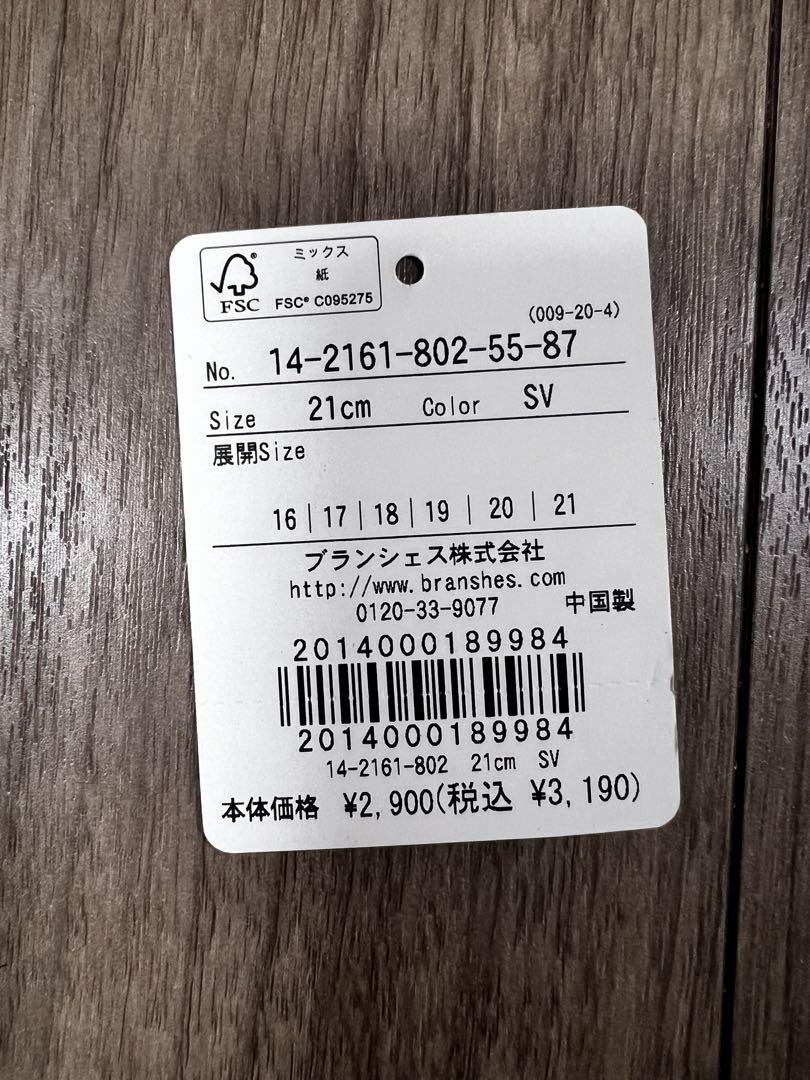 ミックス
紙
FSC
FSC® C095275
(009-20-4)
No. 14-2161-802-55-87
Size 21cm Color SV
展開Size
16|17|18|19|20|21
ブランシェス株式会社
http://www.branshes.com
0120-33-9077 中国製
2014000189984
2014000189984
14-2161-802 21cm SV
本体価格 ¥2,900(税込 ¥3,190)